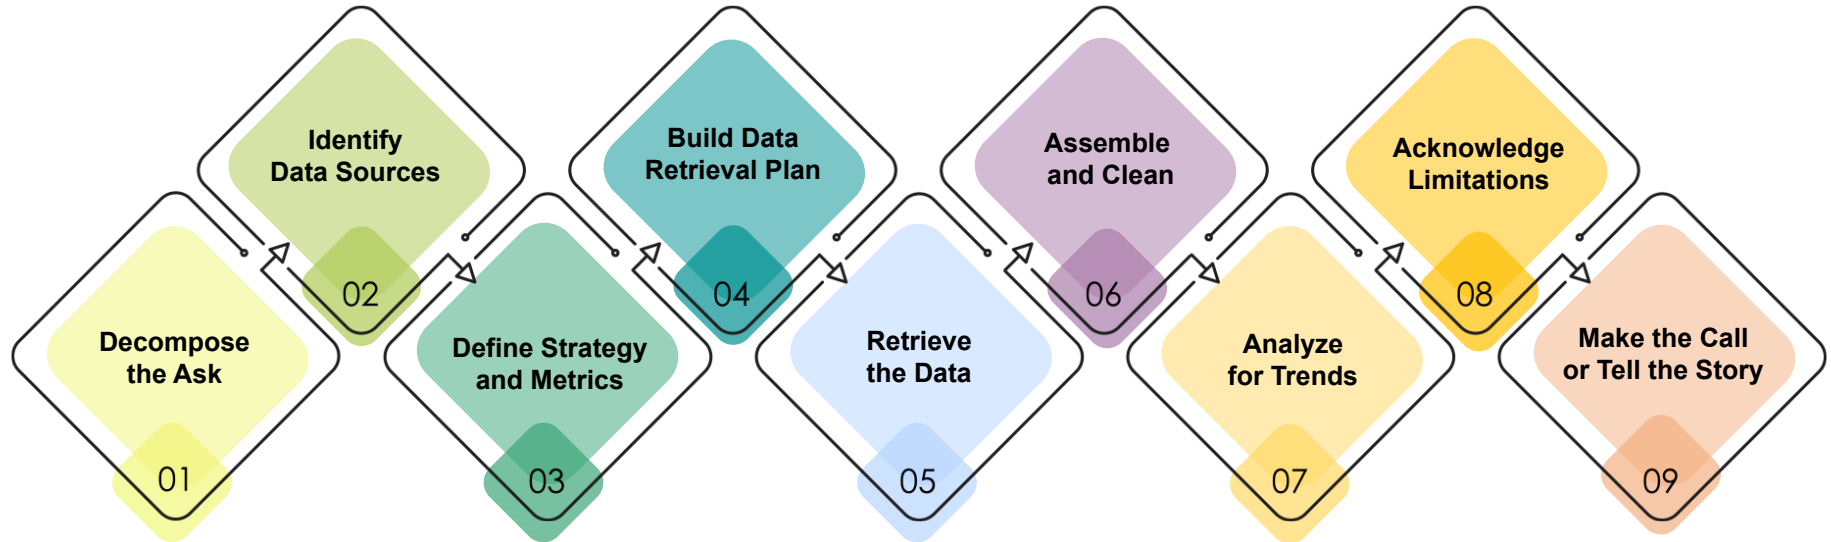 Decompose
the Ask
01
Identify
Data Sources
02
Define Strategy
and Metrics
03
Build Data
Retrieval Plan
04
Retrieve
the Data
05
Assemble
and Clean
06
Analyze
for Trends
07
Acknowledge
Limitations
08
Make the Call
or Tell the Story
09